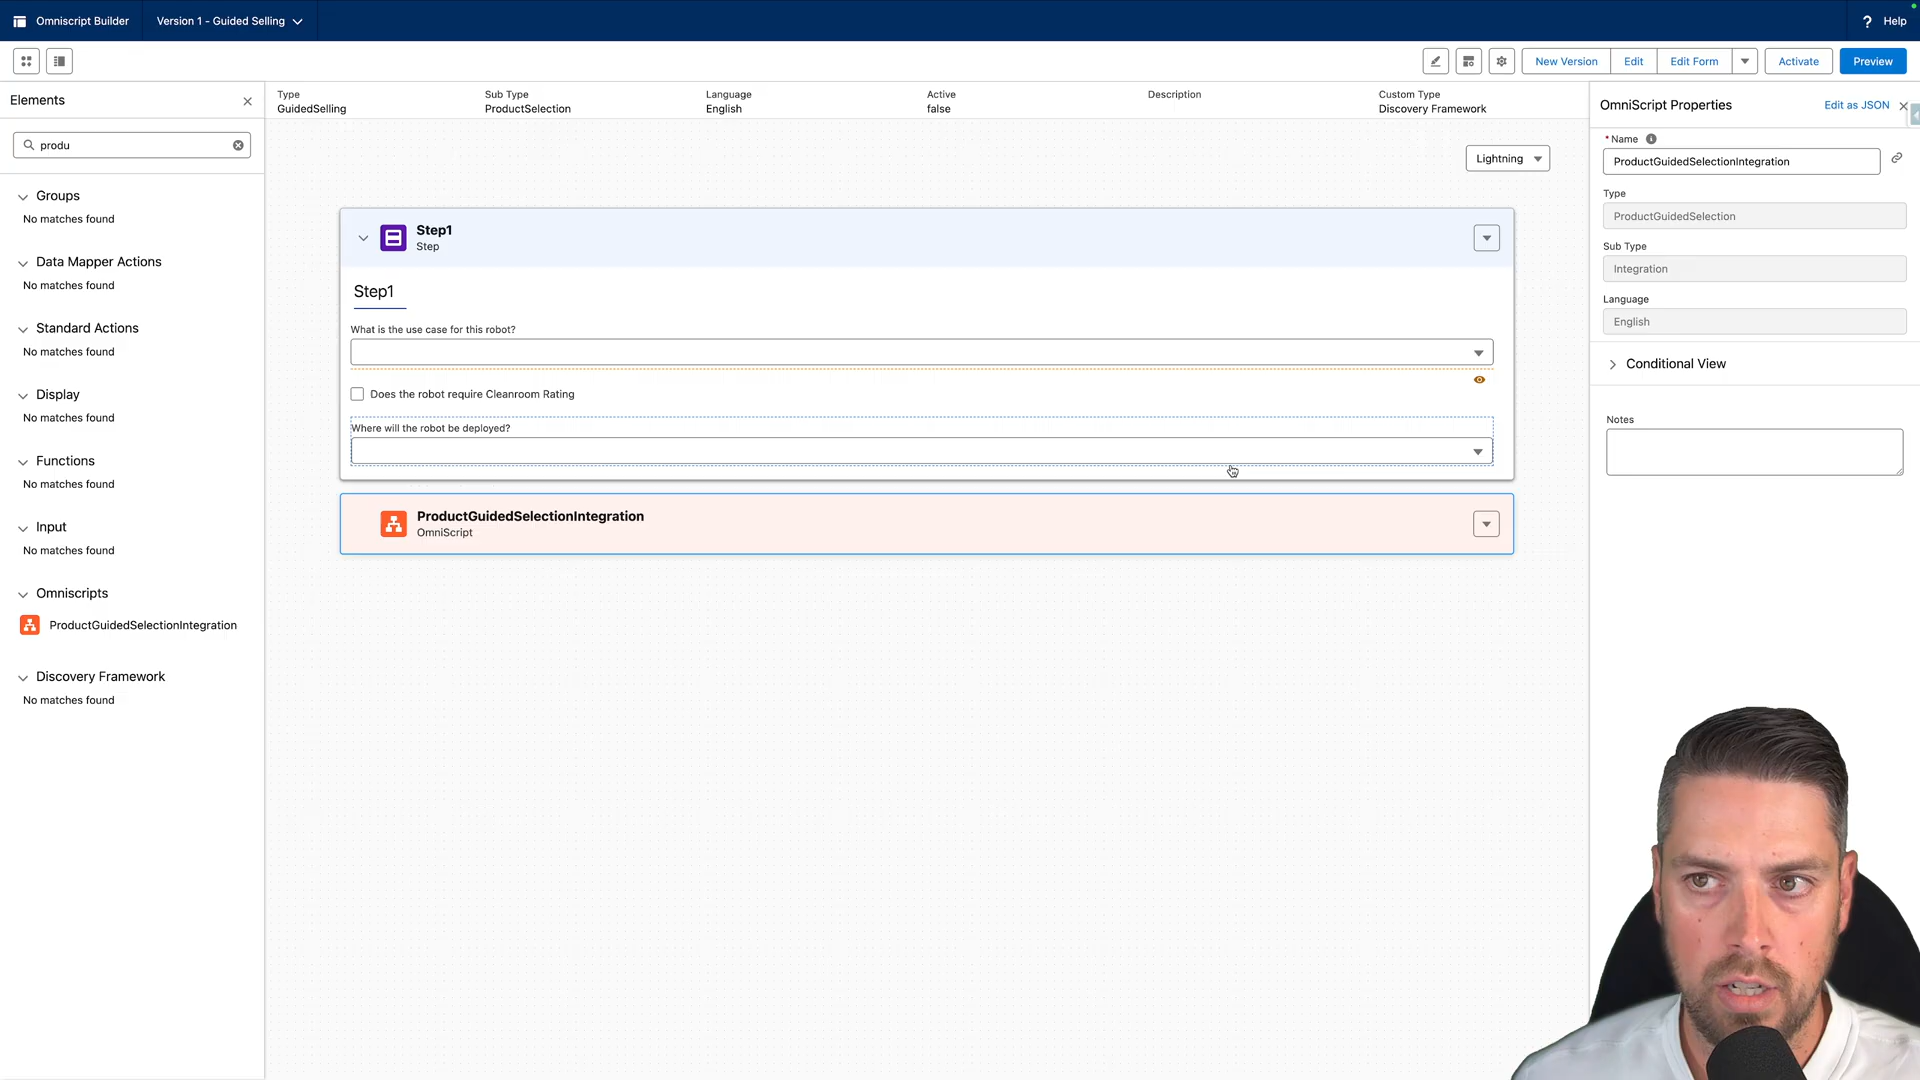 Omniscript Builder
Version 1 - Guided Selling
? Help
New Version
Edit
Edit Form
Activate
Preview
Elements
produ
Groups
No matches found
Data Mapper Actions
No matches found
Standard Actions
No matches found
Display
No matches found
Functions
No matches found
Input
No matches found
Omniscripts
ProductGuidedSelectionIntegration
Discovery Framework
No matches found
Type
GuidedSelling
Sub Type
ProductSelection
Language
English
Active
false
Description
Custom Type
Discovery Framework
Lightning
Step1
Step
Step1
What is the use case for this robot?
Does the robot require Cleanroom Rating
Where will the robot be deployed?
ProductGuidedSelectionIntegration
OmniScript
OmniScript Properties
Edit as JSON
* Name
ProductGuidedSelectionIntegration
Type
ProductGuidedSelection
Sub Type
Integration
Language
English
Conditional View
Notes